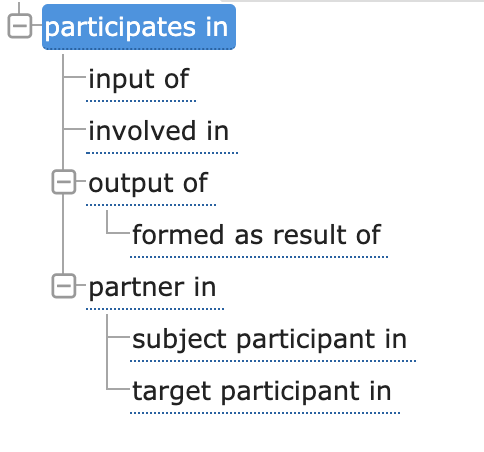 participates in
input of
involved in
output of
formed as result of
partner in
subject participant in
target participant in